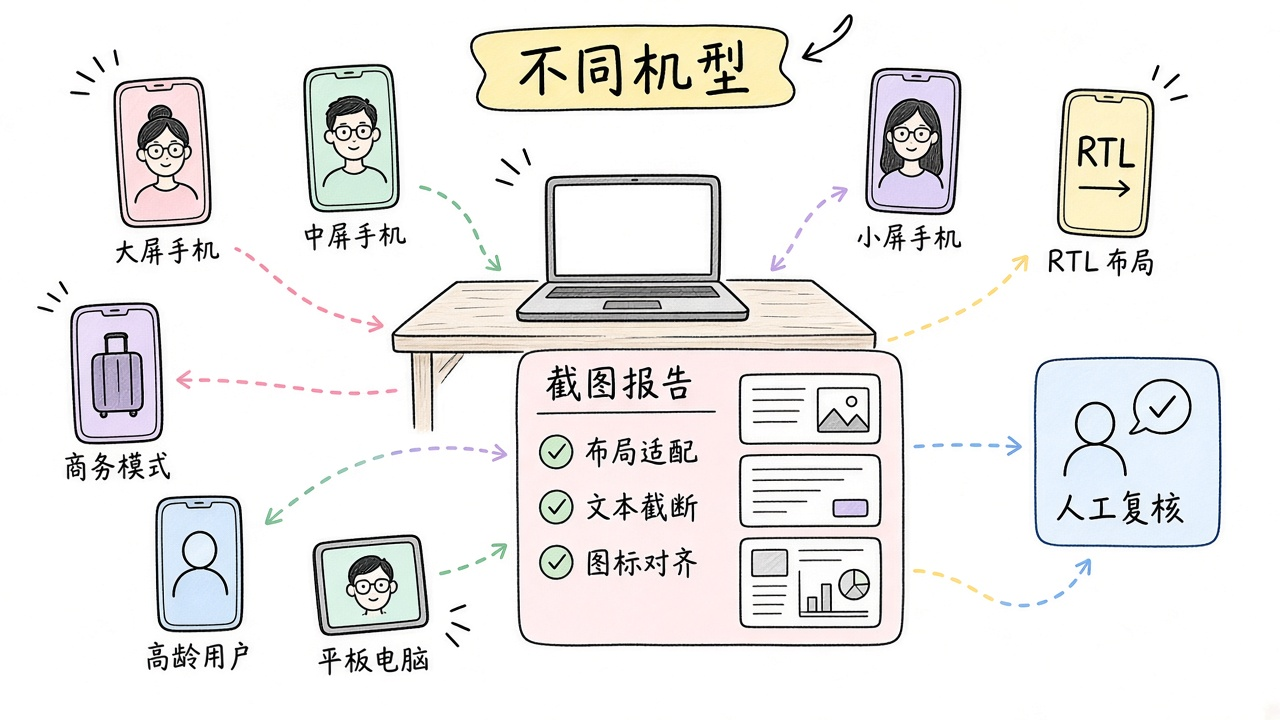 不同机型
大屏手机
中屏手机
小屏手机
RTL
RTL 布局
商务模式
高龄用户
平板电脑
截图报告
布局适配
文本截断
图标对齐
人工复核